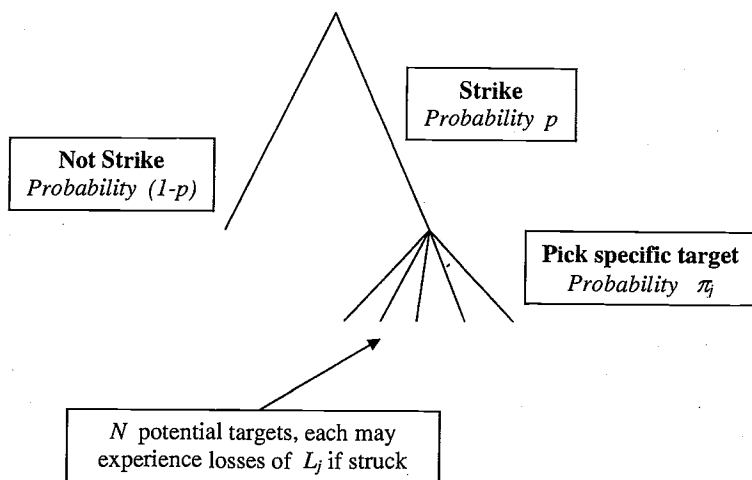 Strike
Probability p
Not Strike
Probability (1-p)
Pick specific target
Probability πj
N potential targets, each may
experience losses of Lj if struck